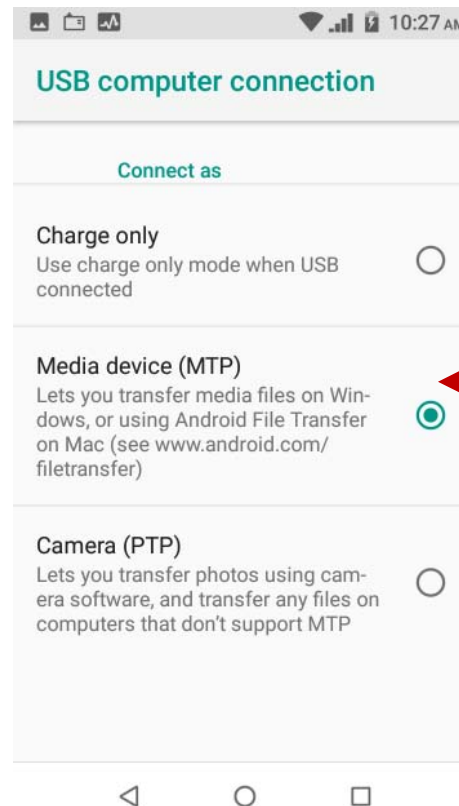 10:27 AM
USB computer connection
Connect as
Charge only
Use charge only mode when USB
connected
Media device (MTP)
Lets you transfer media files on Win-
dows, or using Android File Transfer
on Mac (see www.android.com/
filetransfer)
Camera (PTP)
Lets you transfer photos using cam-
era software, and transfer any files on
computers that don't support MTP